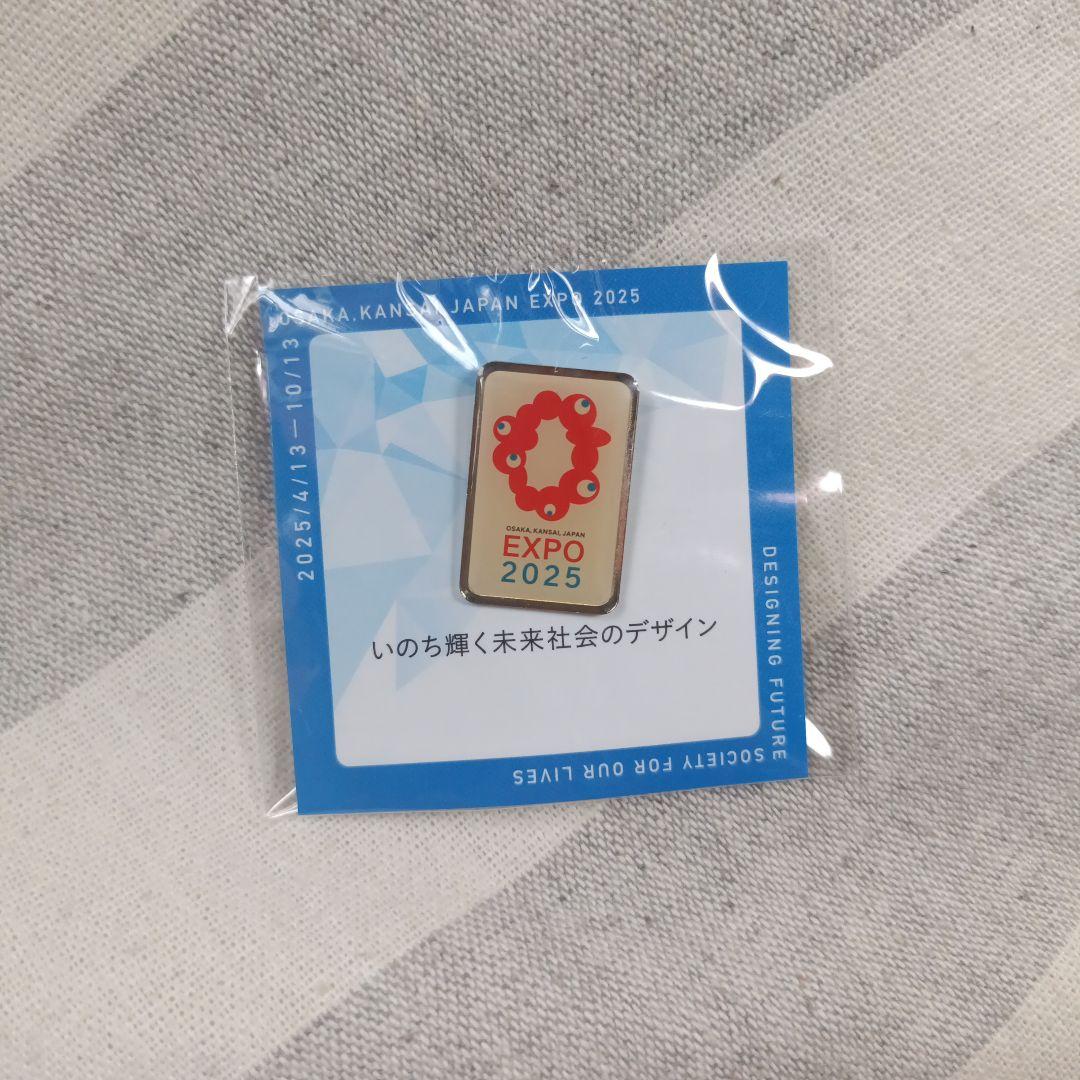 OSAKA, KANSAI, JAPAN EXPO 2025
2025/4/13—10/13
OSAKA, KANSAI, JAPAN
EXPO
2025
いのち輝く未来社会のデザイン
DESIGNING FUTURE
SOCIETY FOR OUR LIVES